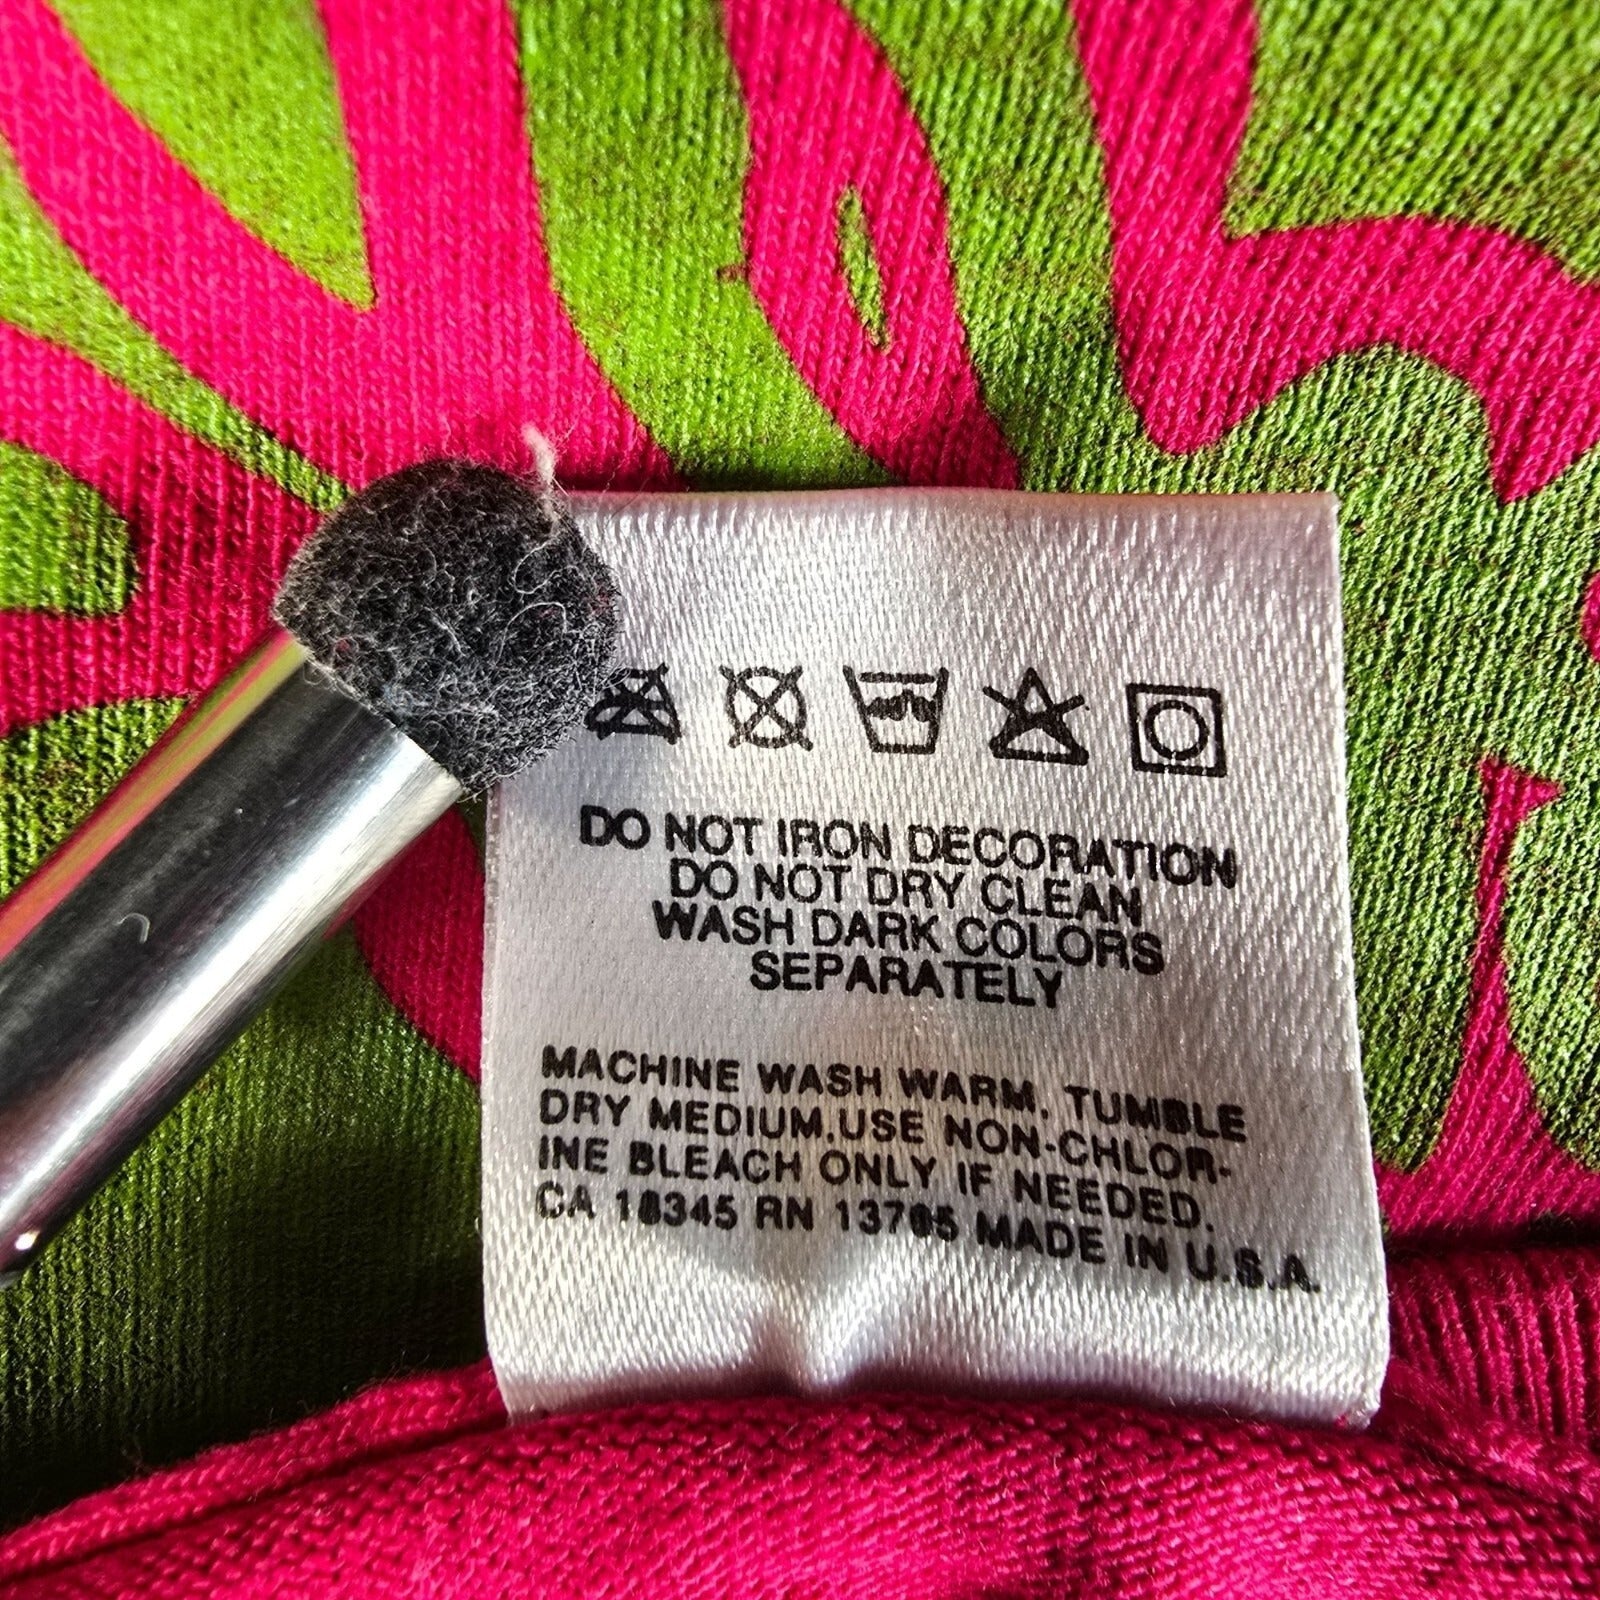 DO NOT IRON DECORATION
DO NOT DRY CLEAN
WASH DARK COLORS
SEPARATELY
MACHINE WASH WARM. TUMBLE
DRY MEDIUM.USE NON-CHLOR-
INE BLEACH ONLY IF NEEDED.
CA 18345 RN 13765 MADE IN U.S.A.